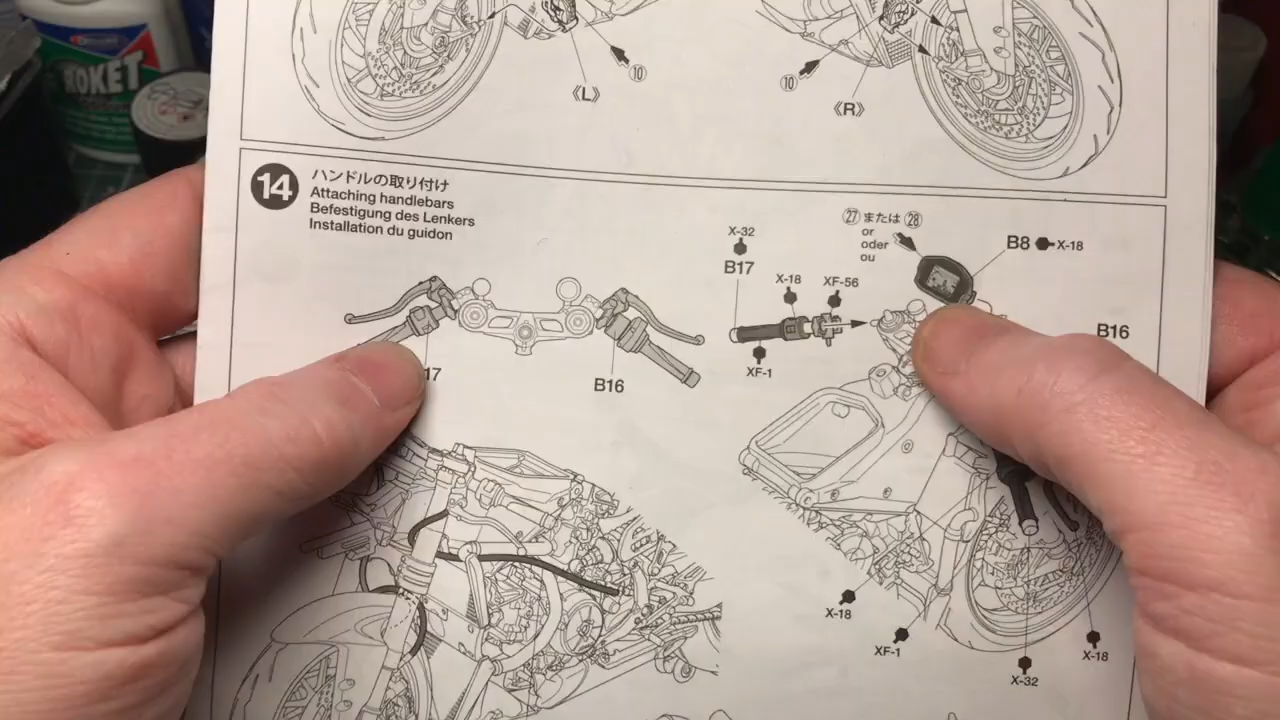 ROKET
⑩
⑩
《L》
《R》
14
ハンドルの取り付け
Attaching handlebars
Befestigung des Lenkers
Installation du guidon
㉗ または ㉘
or
oder
ou
X-32
B17
X-18
XF-56
B8
X-18
XF-1
B16
17
B16
X-18
XF-1
X-32
X-18